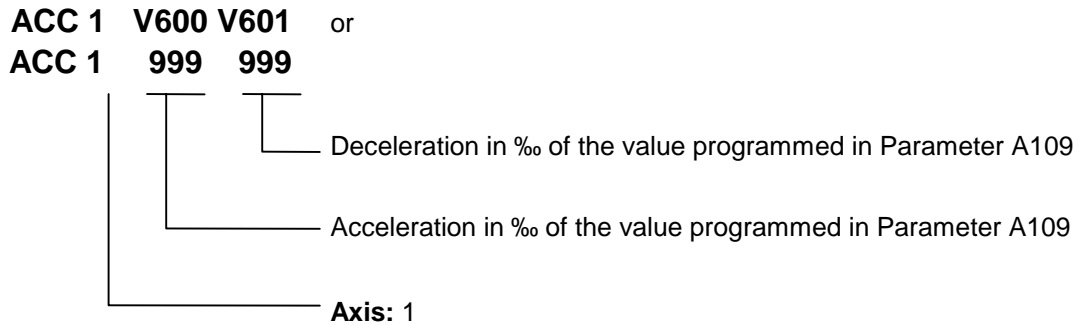 ACC 1 V600 V601 or
ACC 1 999 999
Deceleration in ‰ of the value programmed in Parameter A109
Acceleration in ‰ of the value programmed in Parameter A109
Axis: 1